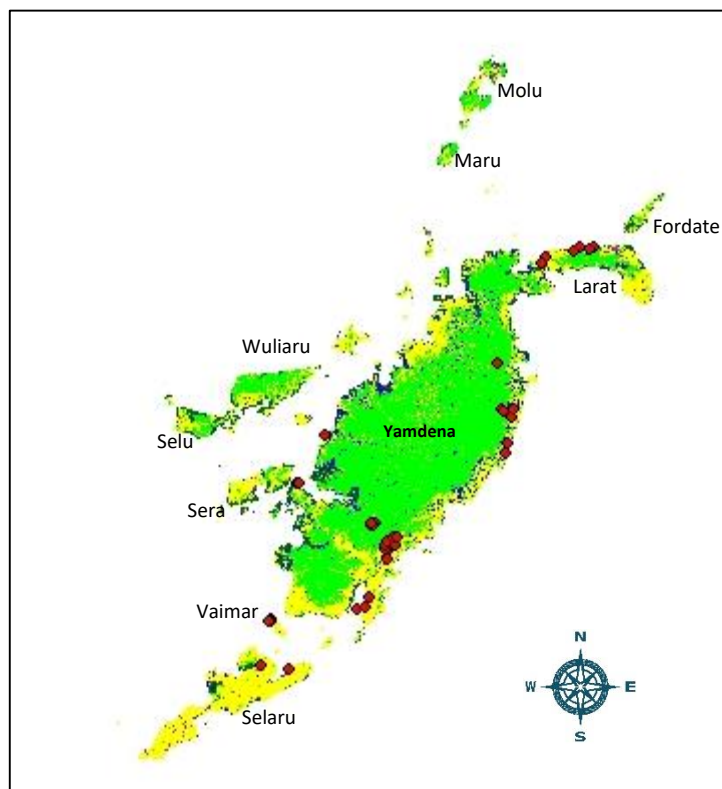 Molu
Maru
Fordate
Larat
Wuliaru
Yamdena
Selu
Sera
Vaimar
N
W E
S
Selaru